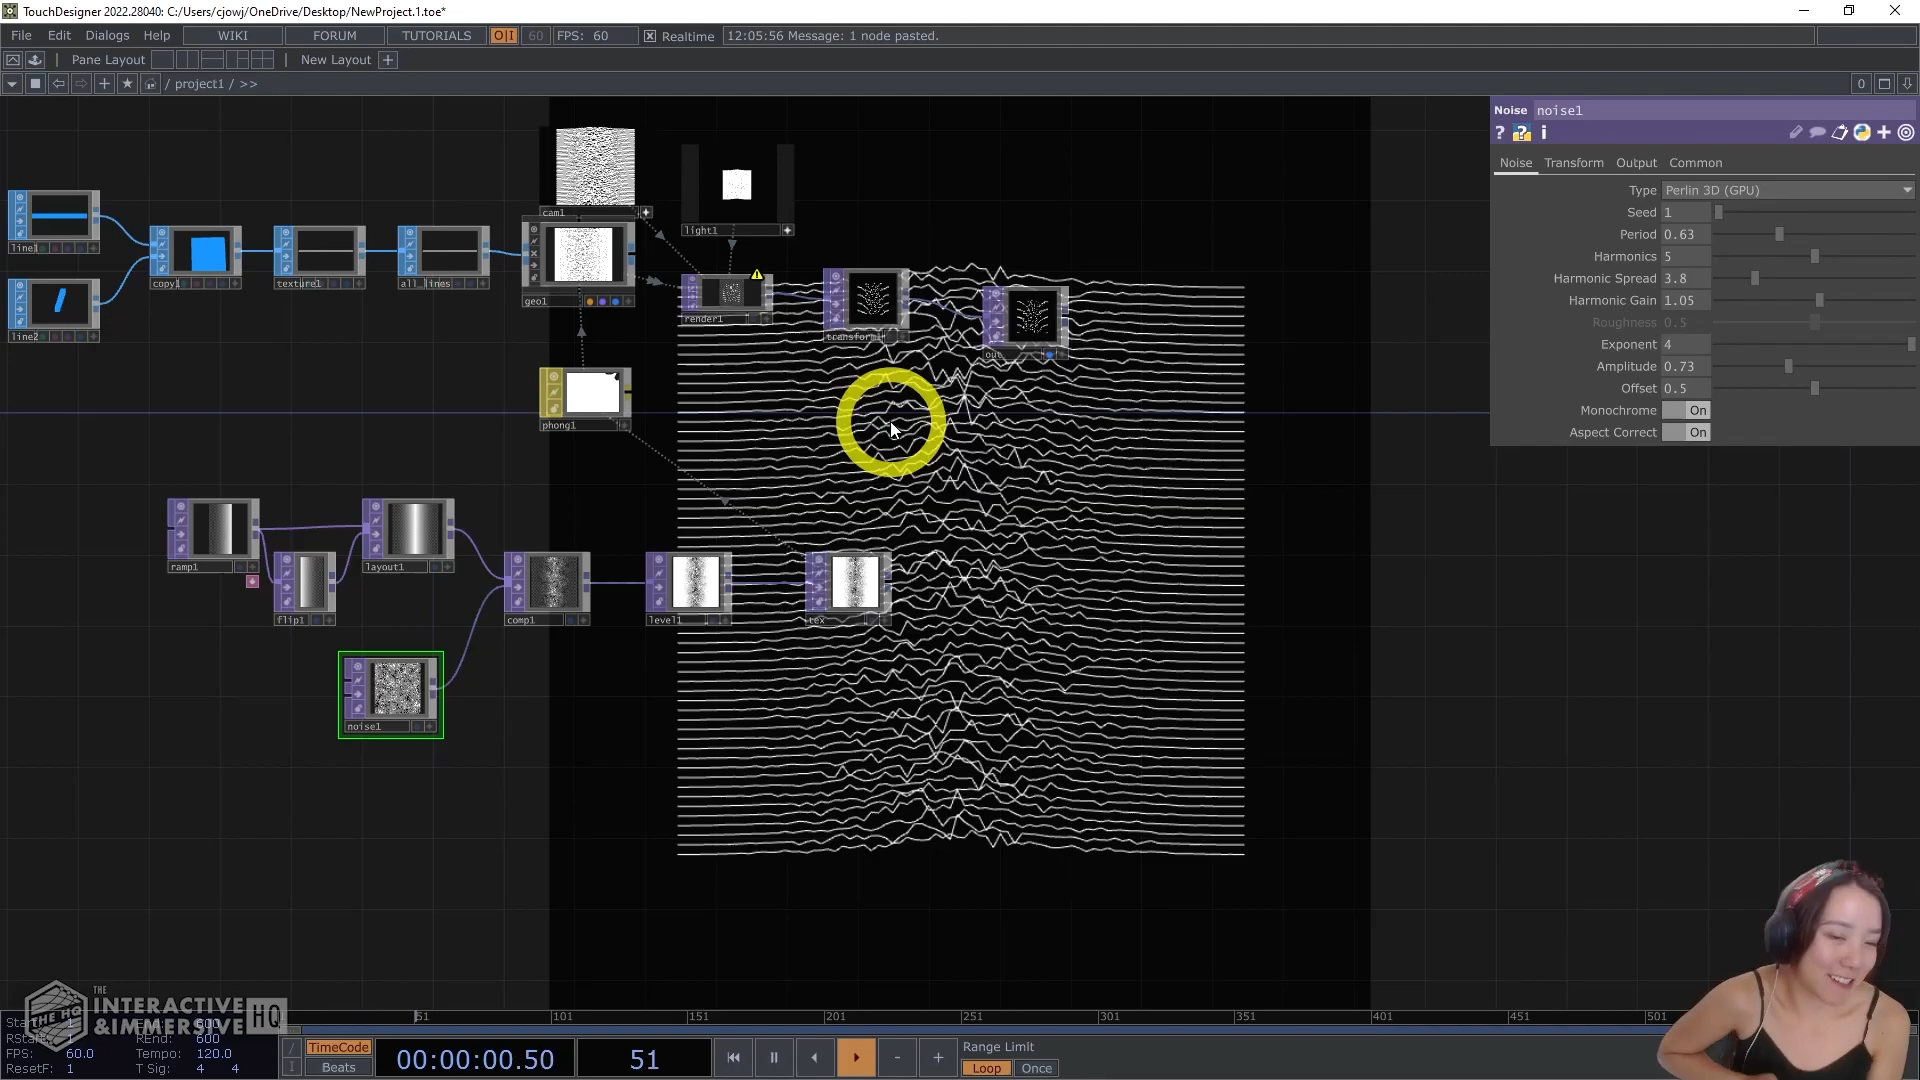 TouchDesigner 2022.28040: C:/Users/cjowj/OneDrive/Desktop/NewProject.1.toe*
File Edit Dialogs Help WIKI FORUM TUTORIALS O|I 60 FPS: 60 Realtime 12:05:56 Message: 1 node pasted.
Pane Layout New Layout +
/ project1 / >> 0
Noise noise1
? ? i
Noise Transform Output Common
Type Perlin 3D (GPU)
Seed 1
Period 0.63
Harmonics 5
Harmonic Spread 3.8
Harmonic Gain 1.05
Roughness 0.5
Exponent 4
Amplitude 0.73
Offset 0.5
Monochrome On
Aspect Correct On
cam1
light1
line1
copy1
texture1
all_lines
geo1
render1
transform1
out
line2
phong1
ramp1
layout1
flip1
comp1
level1
tex
noise1
THE
INTERACTIVE
& IMMERSIVE HQ
THE HQ
51 101 151 201 251 301 351 401 451 501
600
REnd: 600
FPS: 60.0 Tempo: 120.0
ResetF: 1 T Sig: 4 4
TimeCode
Beats
00:00:00.50
51
Range Limit
Loop Once